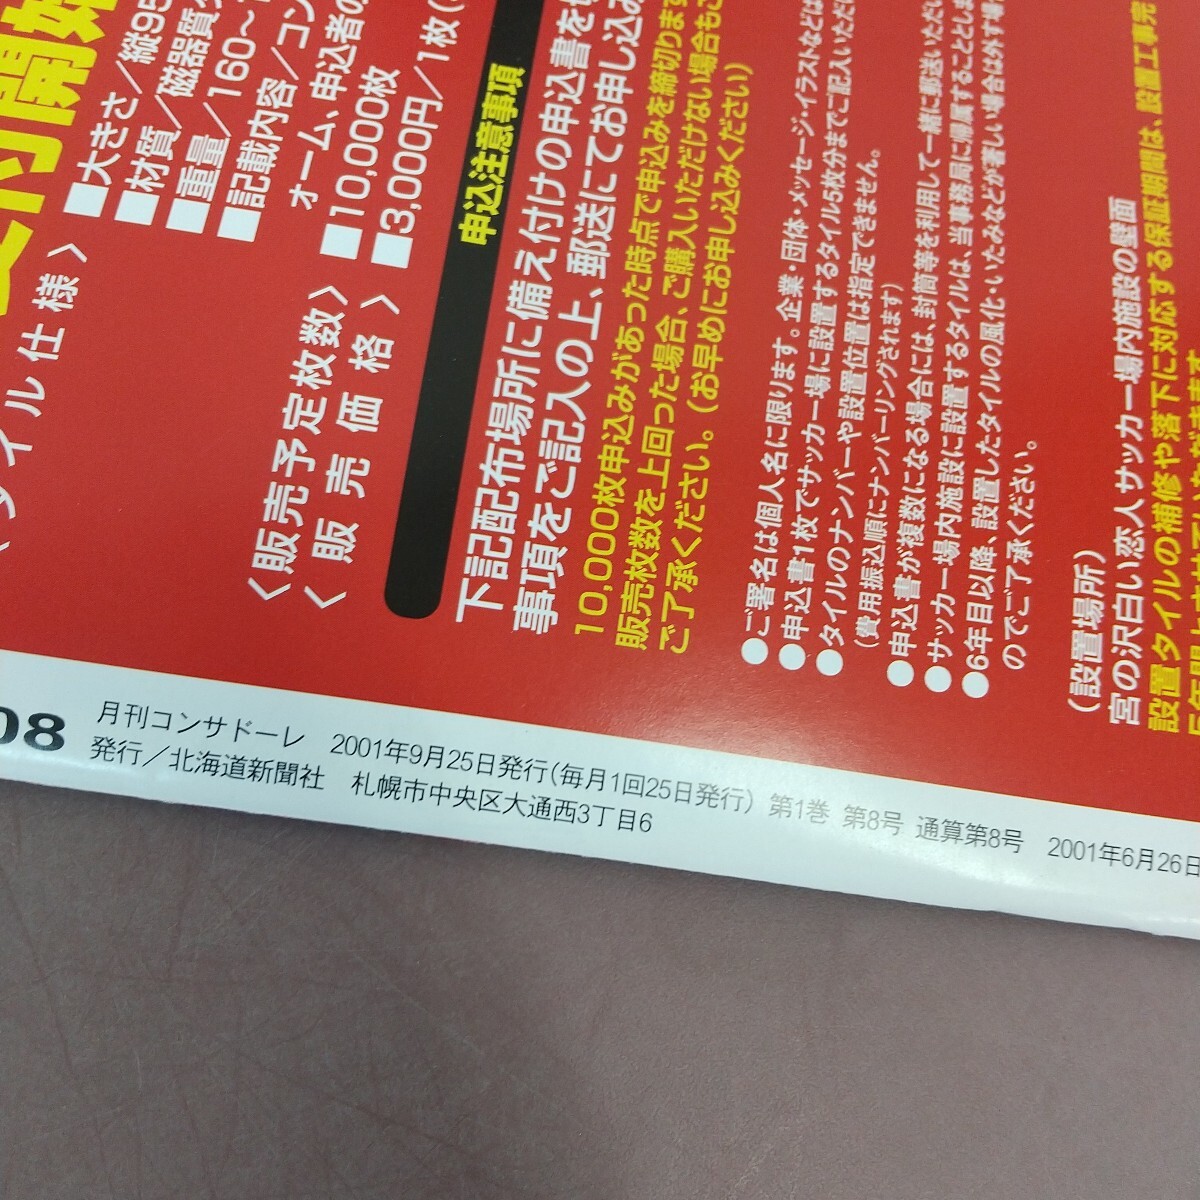 付開始
〈タイル仕様〉
■大きさ／縦95
■材質／磁器質
■重量／160〜1
■記載内容／コン
ォーム、申込者の
〈販売予定枚数〉■10,000枚
〈販売価格〉■3,000円/1枚
申込注意事項
下記配布場所に備え付けの申込書を
事項をご記入の上、郵送にてお申し込み
10,000枚申込みがあった時点で申込みを締切ります
販売枚数を上回った場合、ご購入いただけない場合もご
ご了承ください。(お早めにお申し込みください)
●ご署名は個人名に限ります。企業・団体・メッセージ・イラストなどは
●申込書1枚でサッカー場に設置するタイル5枚分までご記入いただ
●タイルのナンバーや設置位置は指定できません。
(費用振込順にナンバーリングされます)
●申込書が複数になる場合には、封筒等を利用して一緒に郵送いただ
●サッカー場内施設に設置するタイルは、当事務局に帰属することとしま
●6年目以降、設置したタイルの風化・いたみなどが著しい場合は外す場合
のでご了承ください。
(設置場所)
宮の沢白い恋人サッカー場内施設の壁面
設置タイルの補修や落下に対応する保証期間は、設置工事完
08
月刊コンサドーレ 2001年9月25日発行(毎月1回25日発行) 第1巻 第8号 通算第8号 2001年6月26日
発行／北海道新聞社 札幌市中央区大通西3丁目6